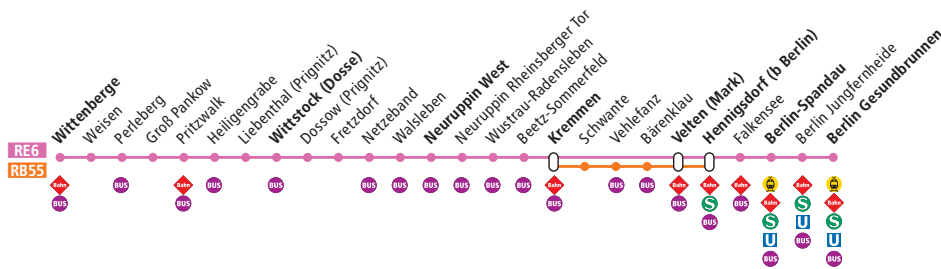 Wittenberge
Weisen
Perleberg
Groß Pankow
Pritzwalk
Heiligengrabe
Liebenthal (Prignitz)
Wittstock (Dosse)
Dossow (Prignitz)
Fretzdorf
Netzeband
Walsleben
Neuruppin West
Neuruppin Rheinsberger Tor
Wustrau-Radensleben
Beetz-Sommerfeld
Kremmen
Schwante
Vehlefanz
Bärenklau
Velten (Mark)
Hennigsdorf (b Berlin)
Falkensee
Berlin-Spandau
Berlin Jungfernheide
Berlin Gesundbrunnen
RE6
RB55
Bahn BUS Bahn BUS BUS BUS BUS BUS BUS BUS Bahn BUS BUS Bahn Bahn Bahn Bahn
BUS BUS BUS BUS S BUS Bahn S Bahn
BUS S U S
U BUS U
BUS BUS